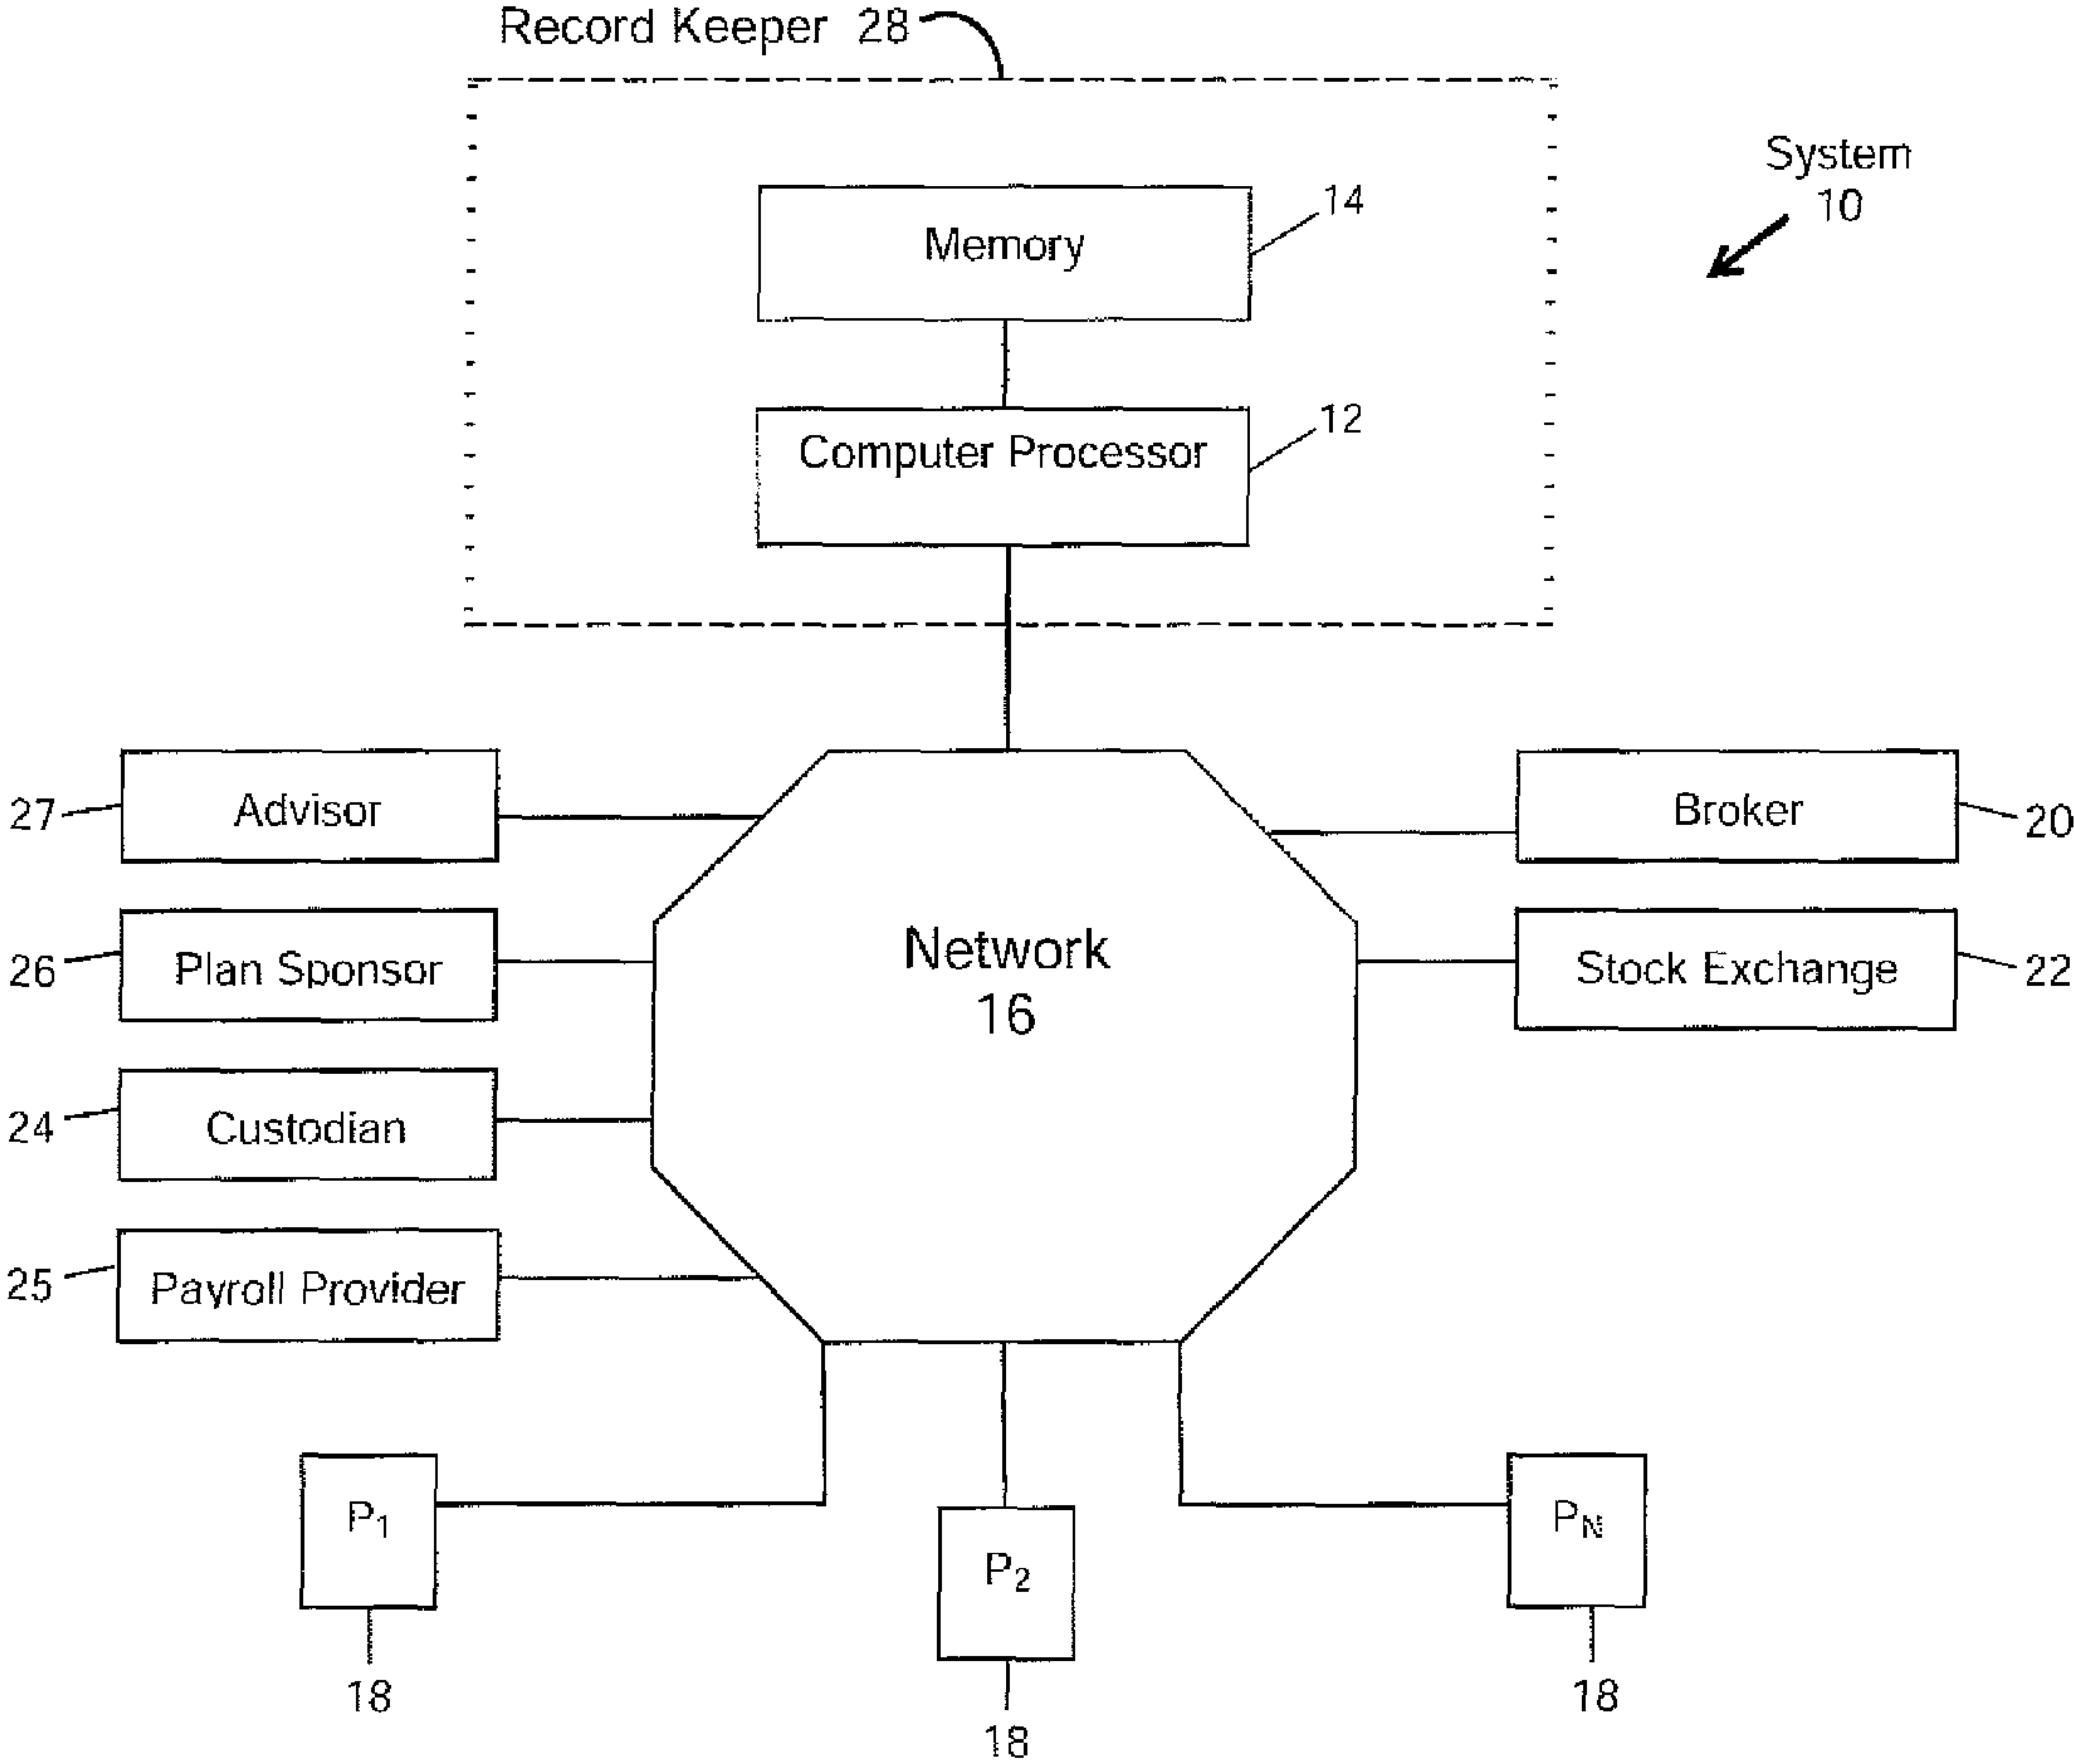 Record Keeper 28
System
10
14
Memory
12
Computer Processor
27
Advisor
Broker
20
26
Plan Sponsor
Network
16
Stock Exchange
22
24
Custodian
25
Payroll Provider
P1
P2
PN
18
18
18